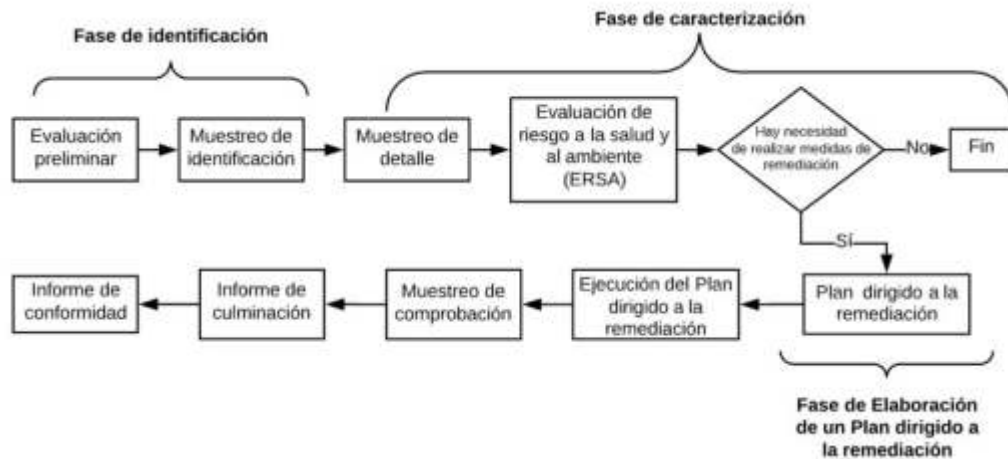 Fase de identificación
Fase de caracterización
Evaluación
preliminar
Muestreo de
identificación
Muestreo de
detalle
Evaluación de
riesgo a la salud y
al ambiente
(ERSA)
Hay necesidad
de realizar medidas de
remediación
No
Fin
Sí
Informe de
conformidad
Informe de
culminación
Muestreo de
comprobación
Ejecución del Plan
dirigido a la
remediación
Plan dirigido a la
remediación
Fase de Elaboración
de un Plan dirigido a
la remediación